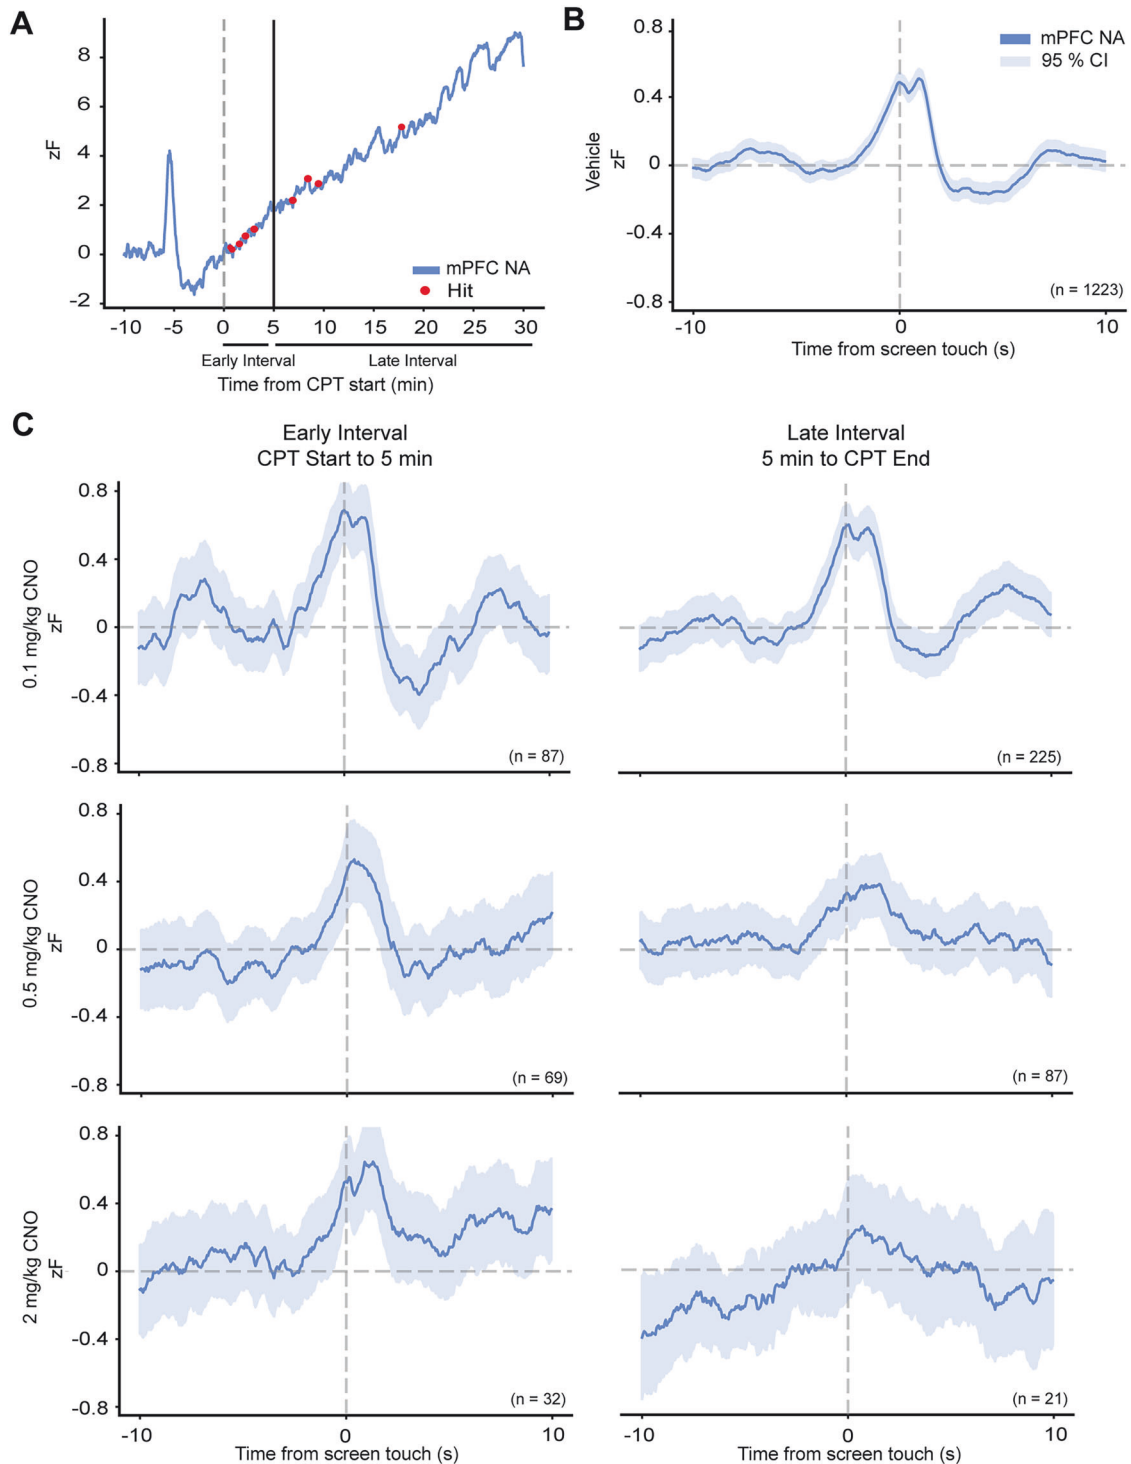 A
8
6
4
2
0
-2
zF
mPFC NA
Hit
-10 -5 0 5 10 15 20 25 30
Early Interval
Late Interval
Time from CPT start (min)
B
0.8
0.4
0
-0.4
-0.8
Vehicle
zF
mPFC NA
95 % CI
(n = 1223)
-10 0 10
Time from screen touch (s)
C
Early Interval
CPT Start to 5 min
Late Interval
5 min to CPT End
0.1 mg/kg CNO
zF
0.8
0.4
0
-0.4
-0.8
(n = 87)
(n = 225)
0.5 mg/kg CNO
zF
0.8
0.4
0
-0.4
-0.8
(n = 69)
(n = 87)
2 mg/kg CNO
zF
0.8
0.4
0
-0.4
-0.8
(n = 32)
(n = 21)
-10 0 10
Time from screen touch (s)
-10 0 10
Time from screen touch (s)